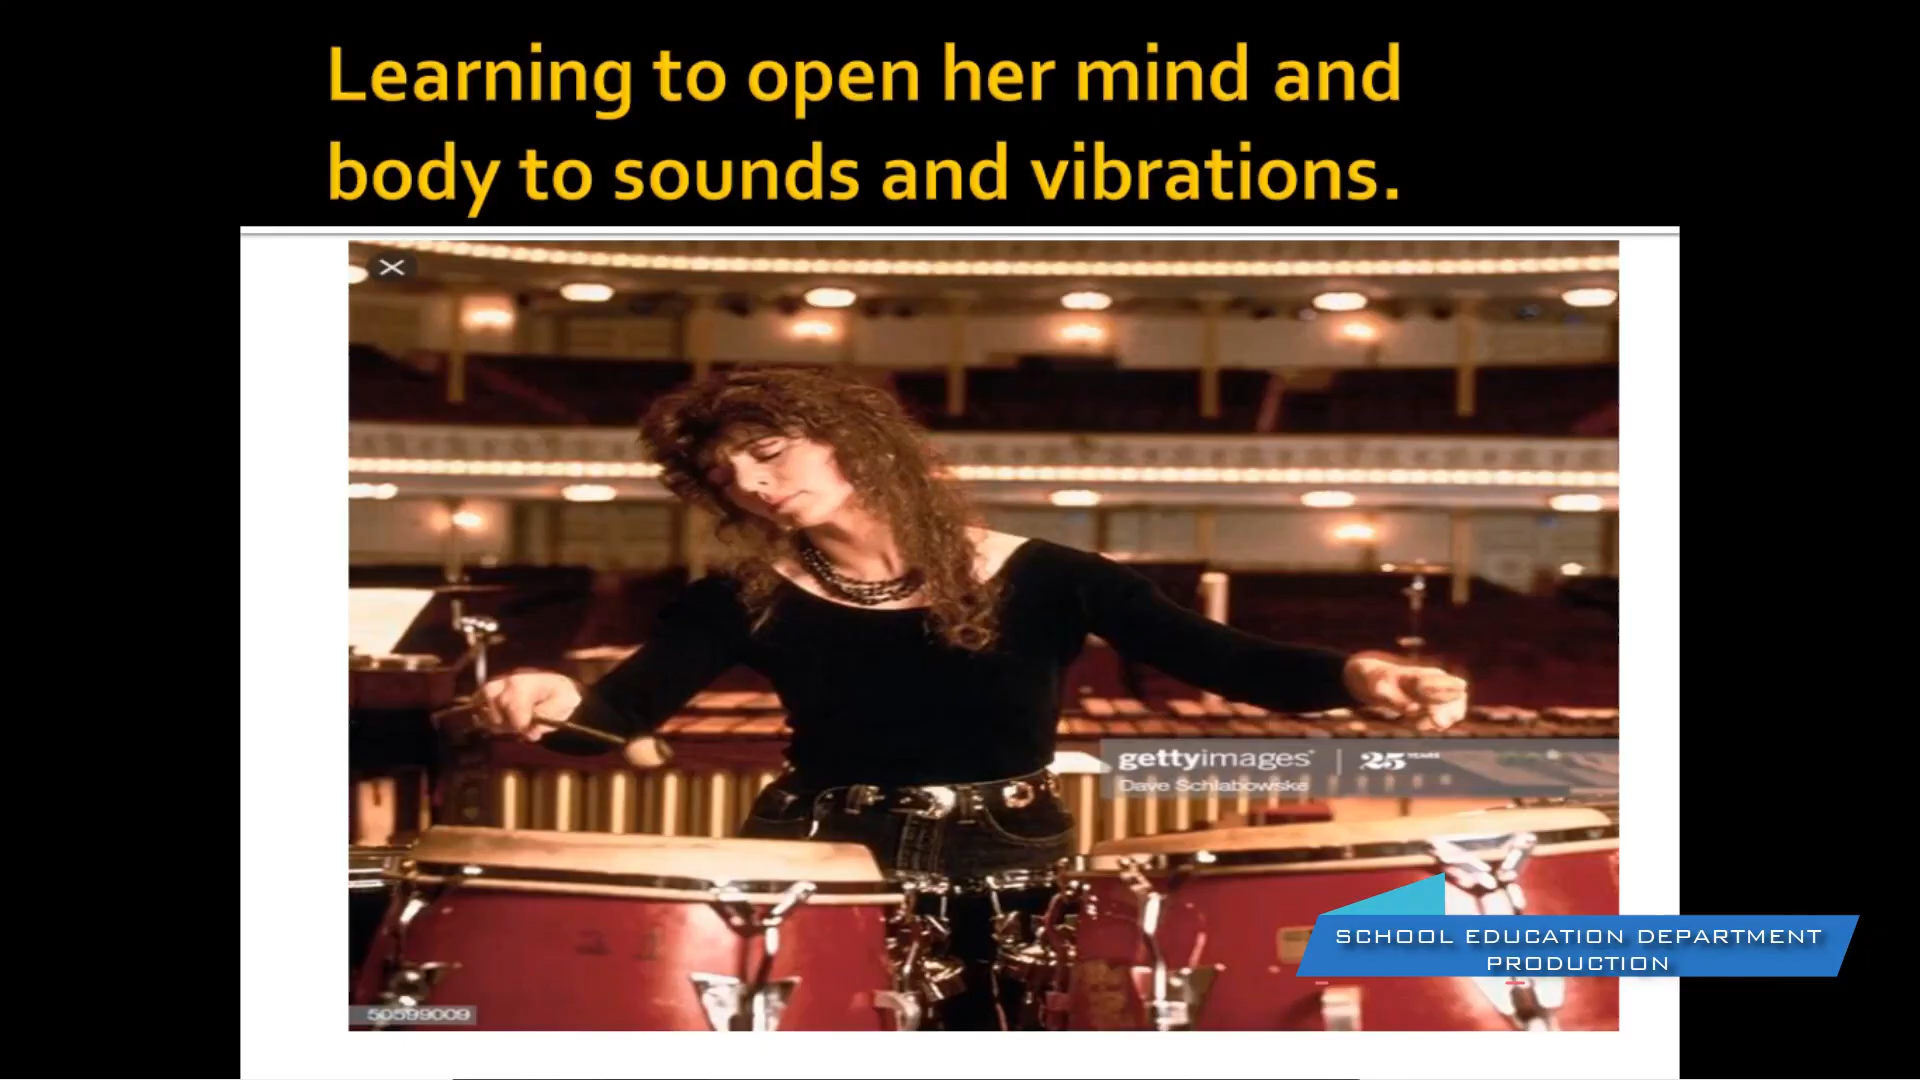 Learning to open her mind and
body to sounds and vibrations.
gettyimages | 25 YEARS
Dave Schlabowske
SCHOOL EDUCATION DEPARTMENT
PRODUCTION
50599009